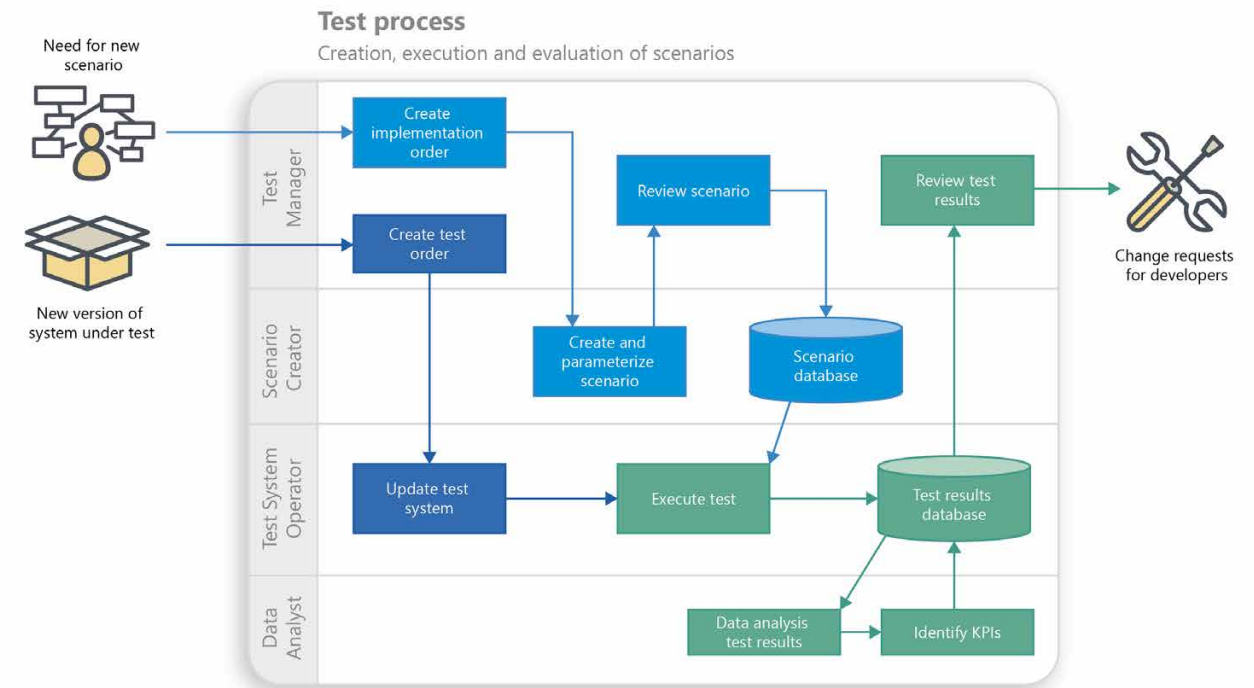 Test process
Creation, execution and evaluation of scenarios
Need for new
scenario
New version of
system under test
Test
Manager
Create
implementation
order
Create test
order
Review scenario
Review test
results
Change requests
for developers
Scenario
Creator
Create and
parameterize
scenario
Scenario
database
Test System
Operator
Update test
system
Execute test
Test results
database
Data
Analyst
Data analysis
test results
Identify KPIs